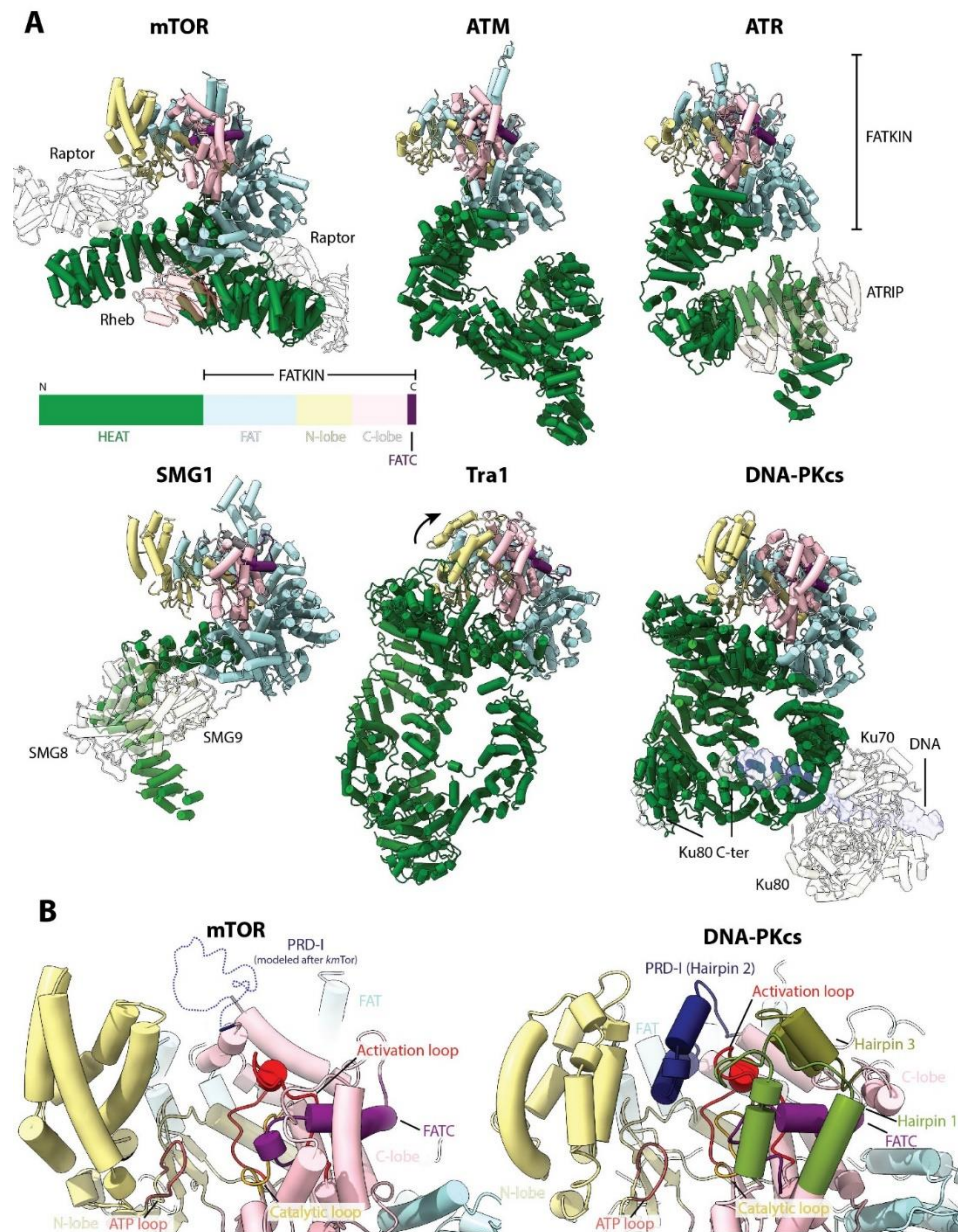 A
mTOR
ATM
ATR
Raptor
FATKIN
Raptor
Rheb
ATRIP
FATKIN
N
C
HEAT
FAT
N-lobe
C-lobe
FATC
SMG1
Tra1
DNA-PKcs
SMG8
SMG9
Ku70
DNA
Ku80 C-ter
Ku80
B
mTOR
DNA-PKcs
PRD-I
(modeled after kmTor)
FAT
Activation loop
FATC
C-lobe
N-lobe
ATP loop
Catalytic loop
PRD-I (Hairpin 2)
Activation loop
FAT
Hairpin 3
C-lobe
Hairpin 1
FATC
N-lobe
ATP loop
Catalytic loop